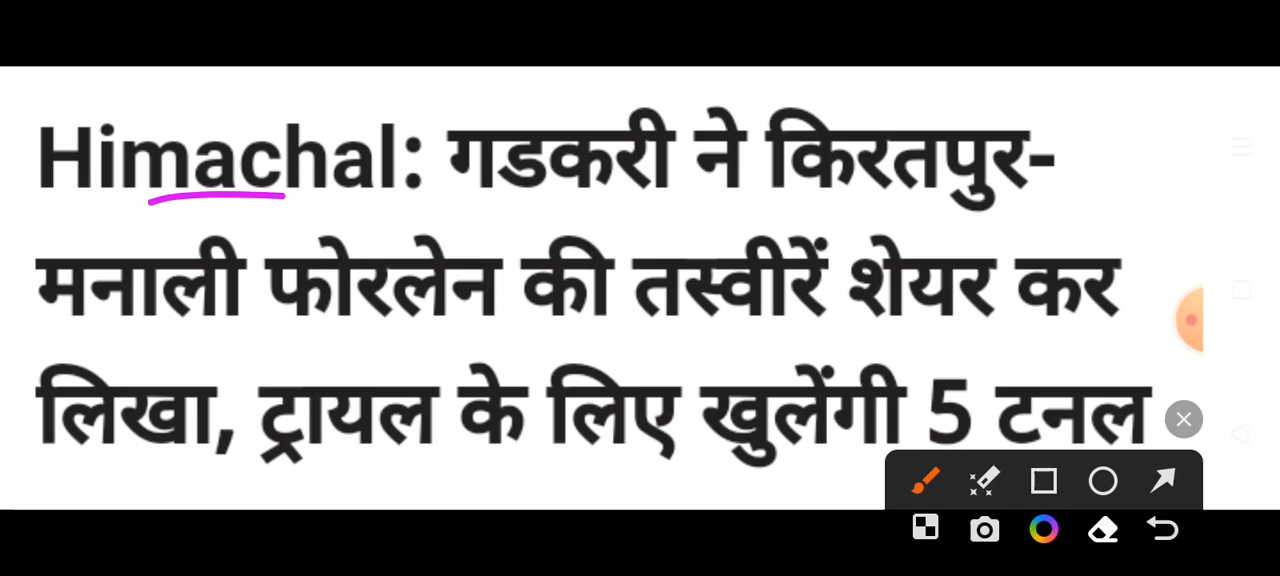 Himachal: गडकरी ने किरतपुर-
मनाली फोरलेन की तस्वीरें शेयर कर
लिखा, ट्रायल के लिए खुलेंगी 5 टनल